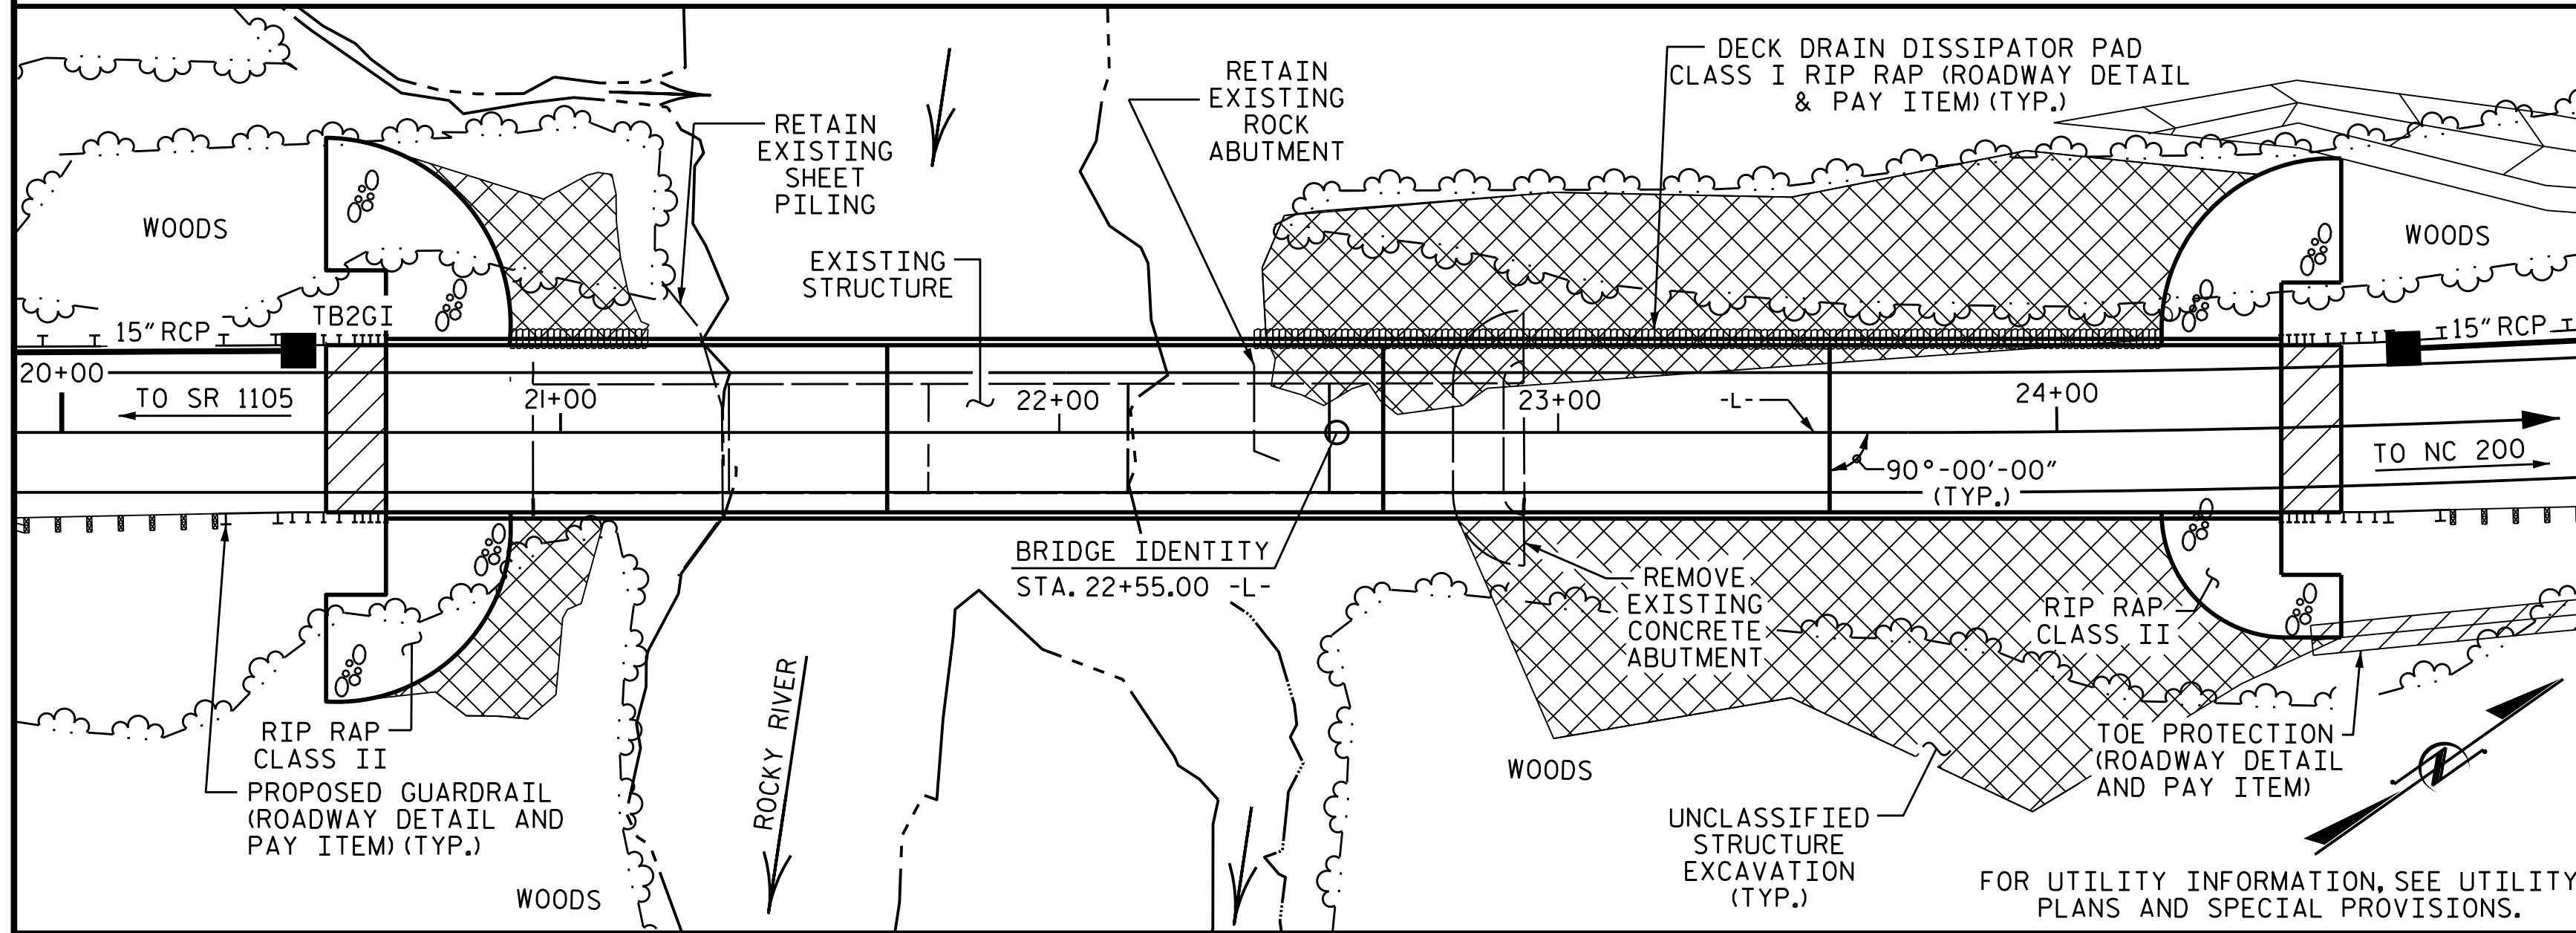 DECK DRAIN DISSIPATOR PAD
CLASS I RIP RAP (ROADWAY DETAIL
& PAY ITEM) (TYP.)
RETAIN
EXISTING
ROCK
ABUTMENT
RETAIN
EXISTING
SHEET
PILING
WOODS
WOODS
EXISTING
STRUCTURE
TB2GI
15" RCP
15" RCP
20+00
TO SR 1105
21+00
22+00
23+00
-L-
24+00
90°-00'-00"
(TYP.)
TO NC 200
BRIDGE IDENTITY
STA. 22+55.00 -L-
REMOVE
EXISTING
CONCRETE
ABUTMENT
RIP RAP
CLASS II
ROCKY RIVER
RIP RAP
CLASS II
PROPOSED GUARDRAIL
(ROADWAY DETAIL AND
PAY ITEM) (TYP.)
TOE PROTECTION
(ROADWAY DETAIL
AND PAY ITEM)
N
WOODS
UNCLASSIFIED
STRUCTURE
EXCAVATION
(TYP.)
WOODS
FOR UTILITY INFORMATION, SEE UTILITY
PLANS AND SPECIAL PROVISIONS.